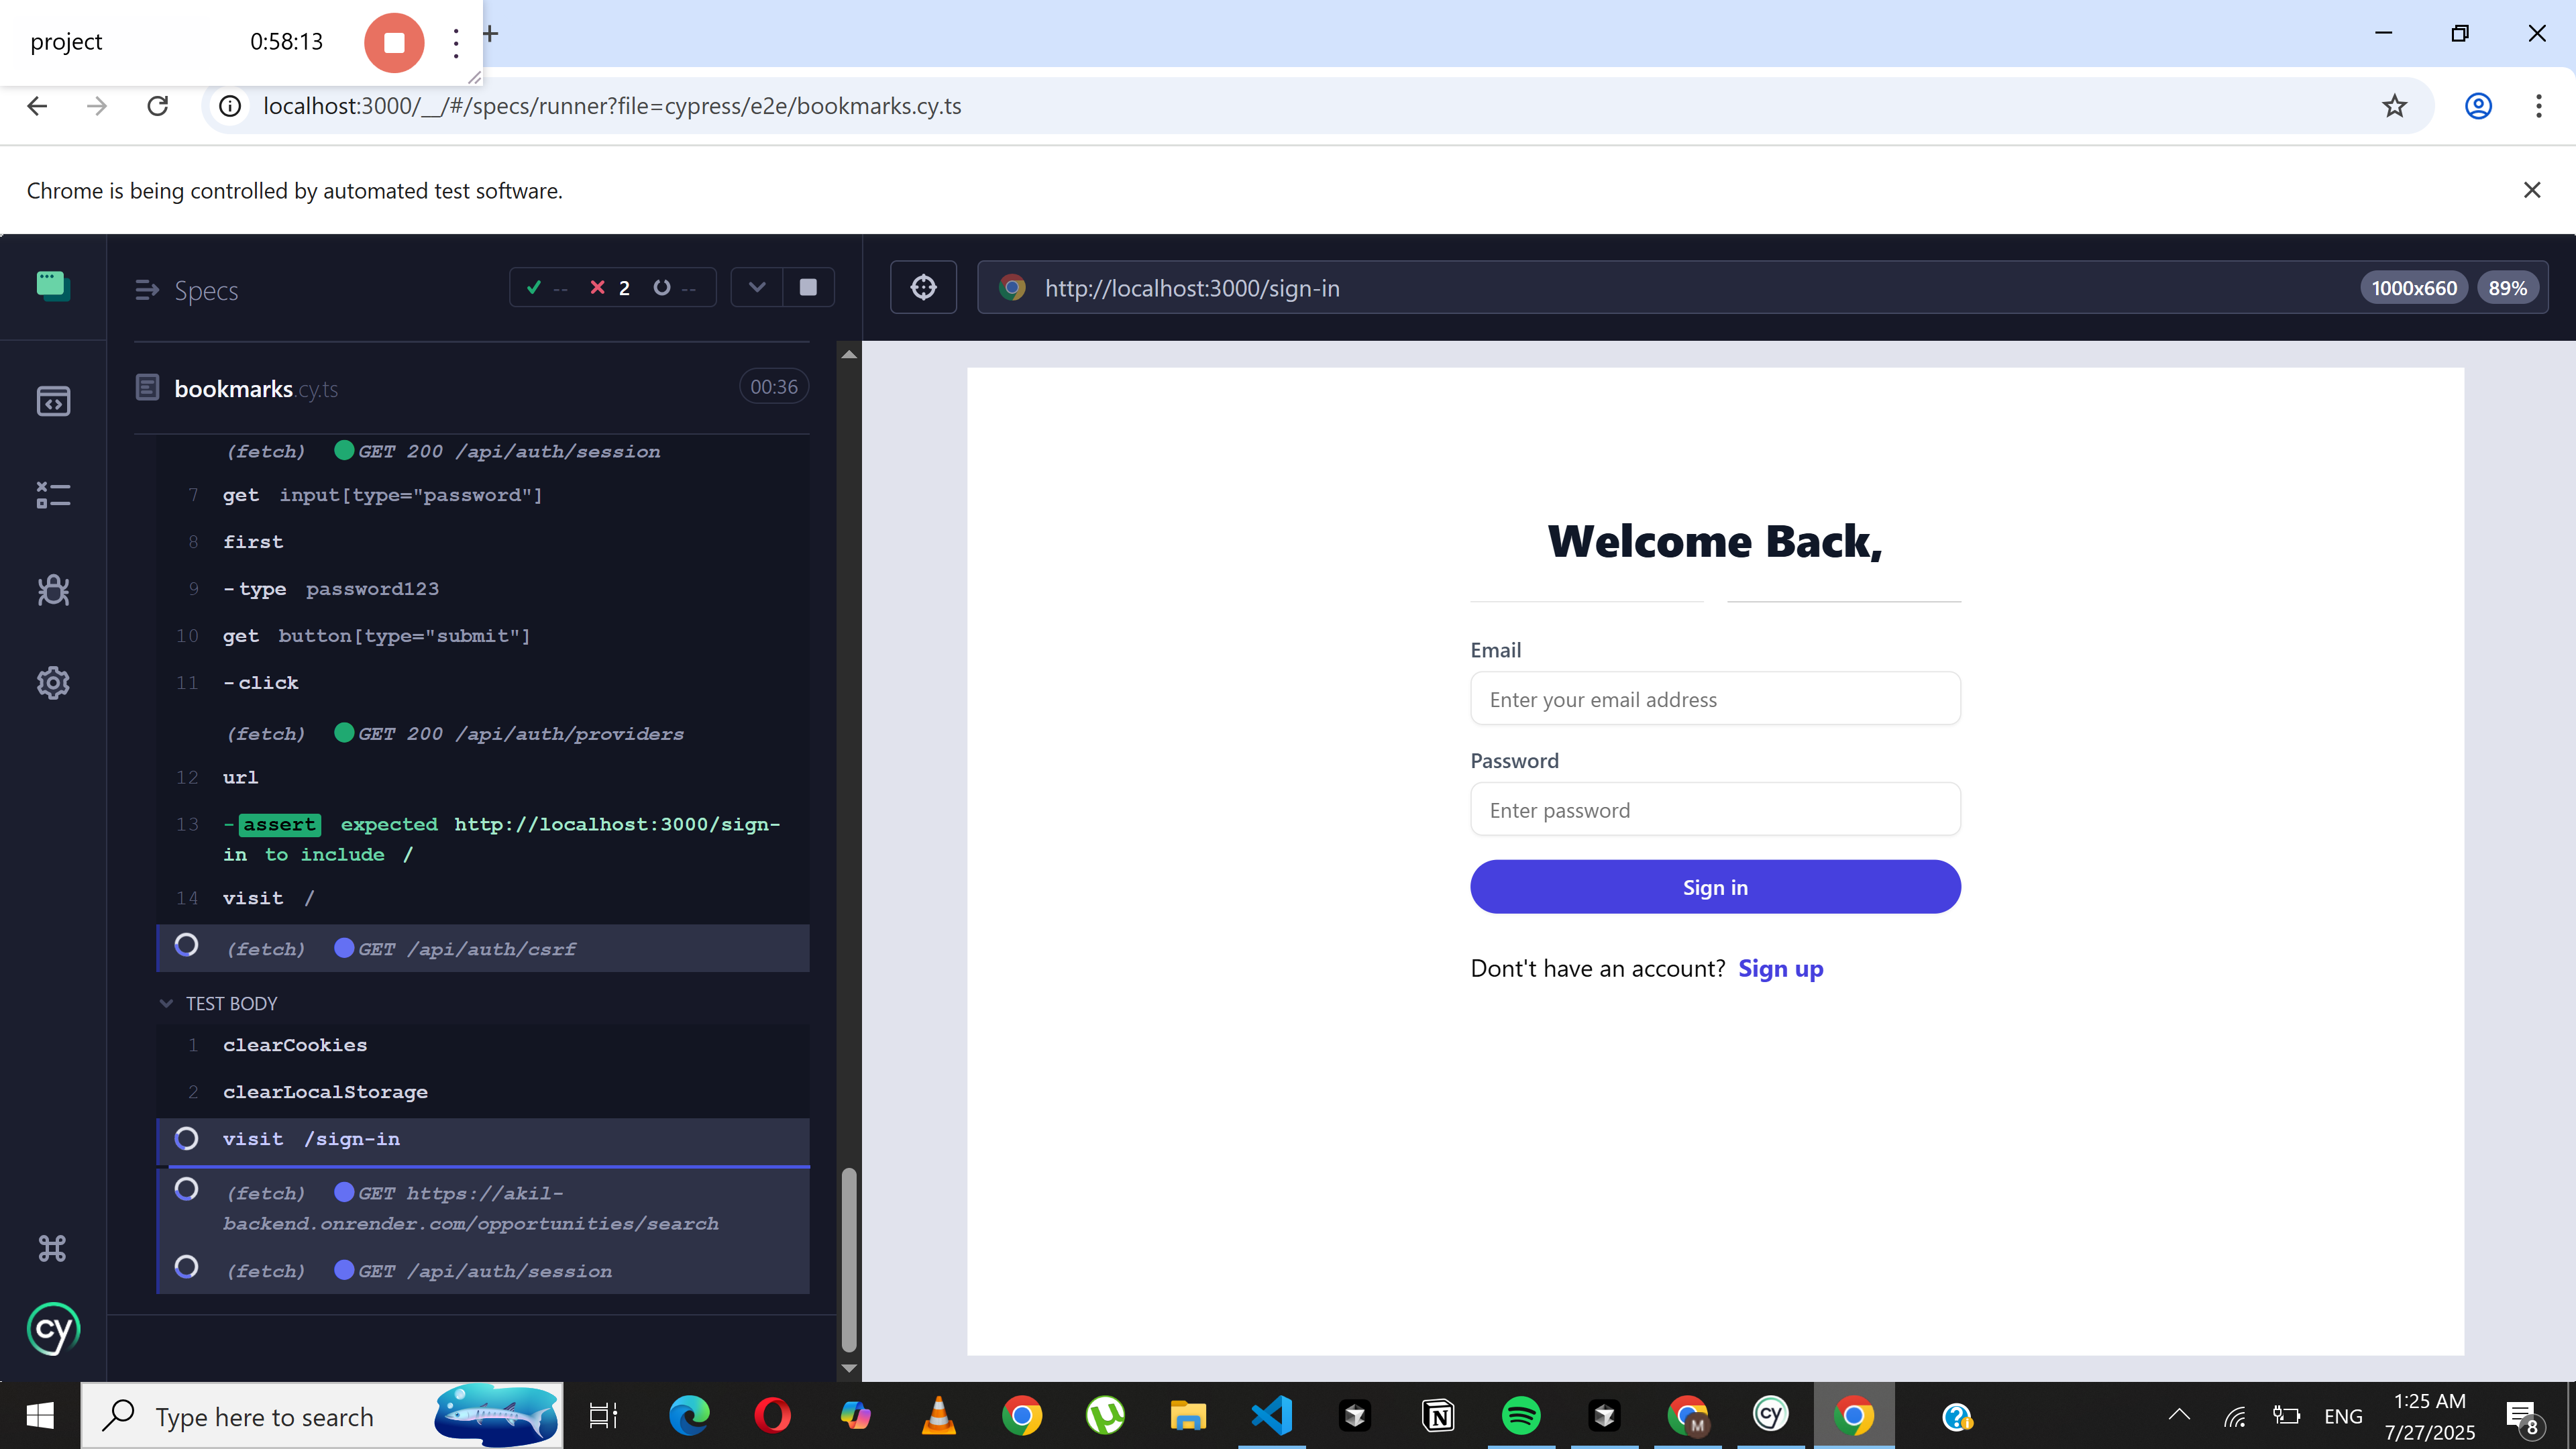 project 0:58:13
localhost:3000/__/#/specs/runner?file=cypress/e2e/bookmarks.cy.ts
Chrome is being controlled by automated test software.
Specs -- 2 --
http://localhost:3000/sign-in 1000x660 89%
bookmarks.cy.ts 00:36
(fetch) GET 200 /api/auth/session
7 get input[type="password"]
8 first
9 -type password123
10 get button[type="submit"]
11 -click
(fetch) GET 200 /api/auth/providers
12 url
13 -assert expected http://localhost:3000/sign-
in to include /
14 visit /
(fetch) GET /api/auth/csrf
TEST BODY
1 clearCookies
2 clearLocalStorage
visit /sign-in
(fetch) GET https://akil-
backend.onrender.com/opportunities/search
(fetch) GET /api/auth/session
cy
Welcome Back,
Email
Enter your email address
Password
Enter password
Sign in
Dont't have an account? Sign up
Type here to search
M
cy
ENG
1:25 AM
7/27/2025
8